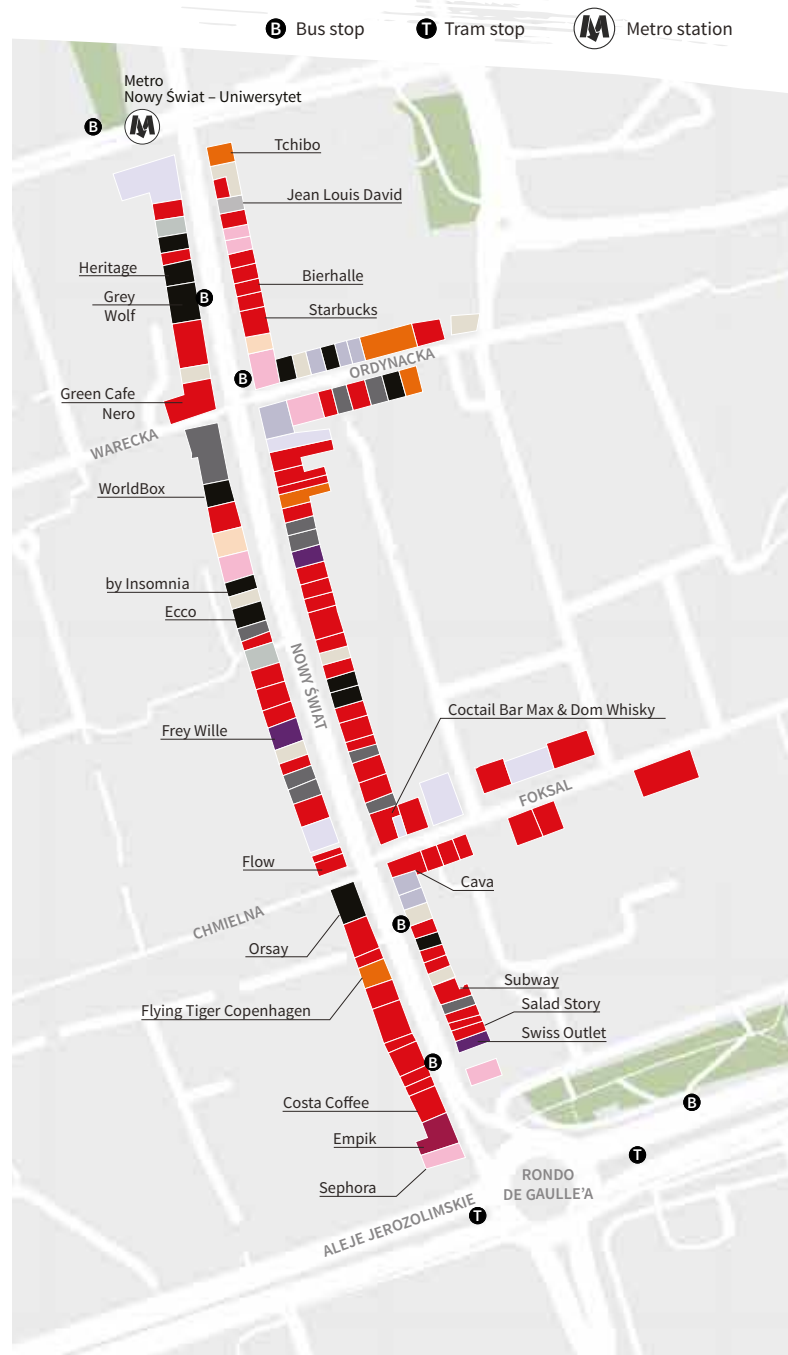 B Bus stop
T Tram stop
M Metro station
Metro
Nowy Świat – Uniwersytet
B
M
Tchibo
Jean Louis David
Heritage
Bierhalle
Grey
Wolf
B
Starbucks
B
ORDYNACKA
Green Cafe
Nero
WARECKA
WorldBox
by Insomnia
Ecco
NOWY ŚWIAT
Frey Wille
Coctail Bar Max & Dom Whisky
FOKSAL
Flow
Cava
CHMIELNA
B
Orsay
Subway
Salad Story
Flying Tiger Copenhagen
Swiss Outlet
B
Costa Coffee
B
Empik
T
Sephora
RONDO
DE GAULLE’A
ALEJE JEROZOLIMSKIE
T